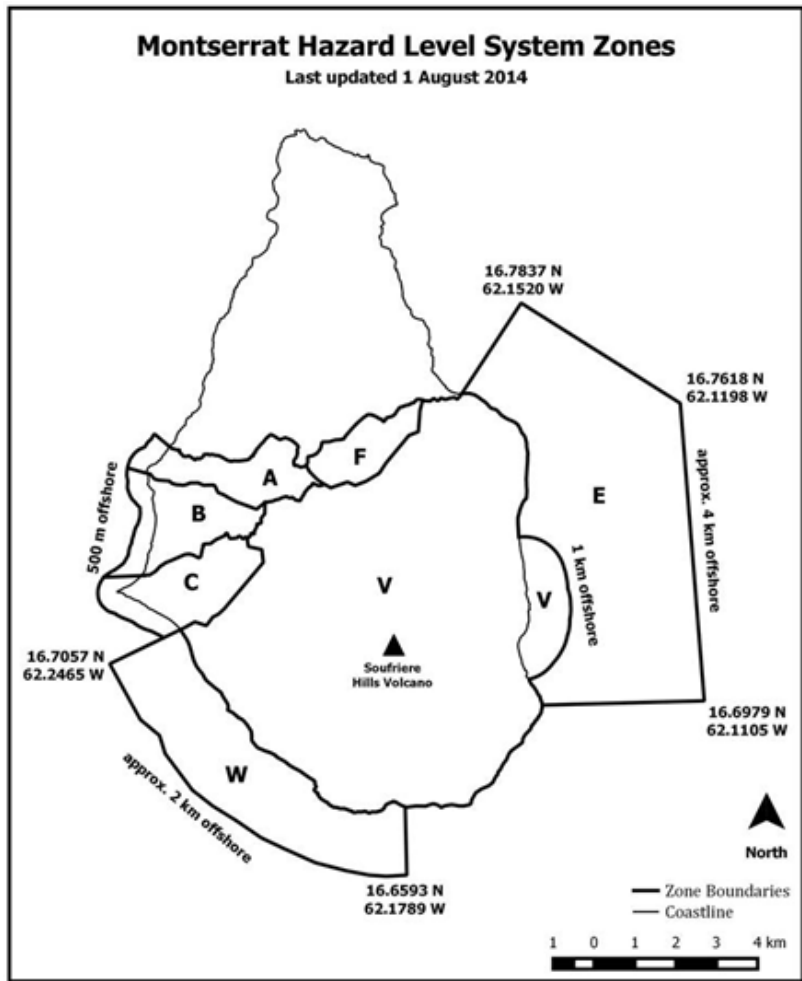 Montserrat Hazard Level System Zones
Last updated 1 August 2014
16.7837 N
62.1520 W
16.7618 N
62.1198 W
F
A
E
B
500 m offshore
approx. 4 km offshore
1 km offshore
C
V
V
Soufriere
Hills Volcano
16.7057 N
62.2465 W
16.6979 N
62.1105 W
W
approx. 2 km offshore
North
16.6593 N
62.1789 W
Zone Boundaries
Coastline
1 0 1 2 3 4 km